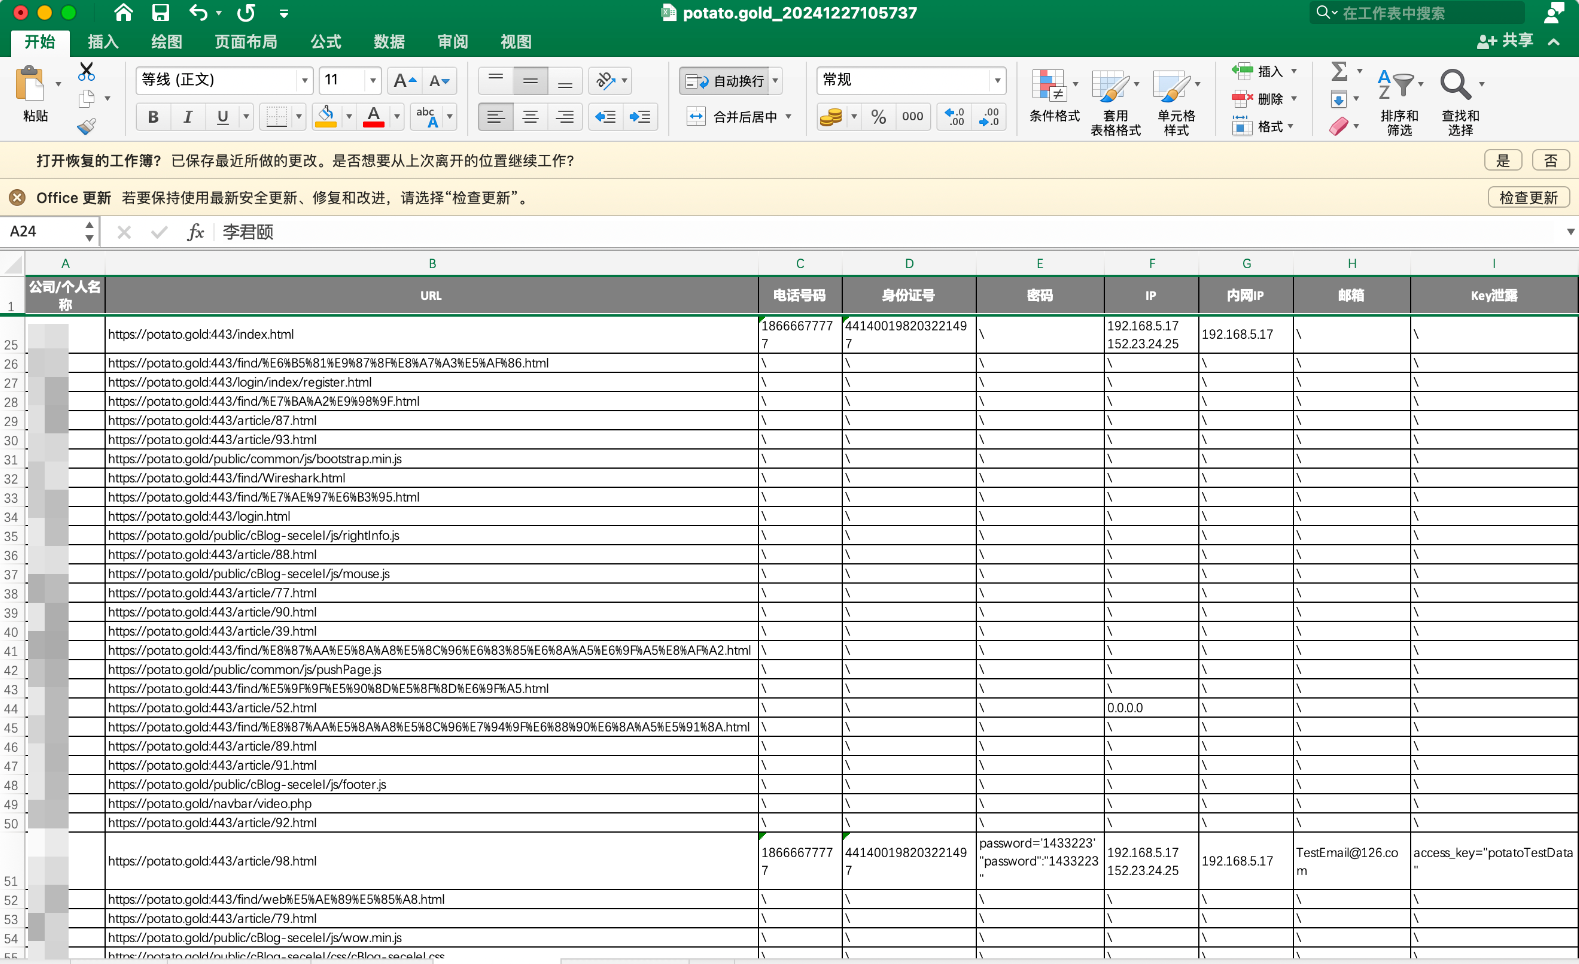 potato.gold_20241227105737
在工作表中搜索
开始 插入 绘图 页面布局 公式 数据 审阅 视图
共享
粘贴
等线 (正文) 11 A A
B I U A abc A
自动换行
合并后居中
常规
% 000 .0 .00 .00 .0
条件格式
套用
表格格式
单元格
样式
插入
删除
格式
排序和
筛选
查找和
选择
打开恢复的工作簿? 已保存最近所做的更改。是否想要从上次离开的位置继续工作? 是 否
Office 更新 若要保持使用最新安全更新、修复和改进，请选择“检查更新”。 检查更新
A24 fx 李君颐
A B C D E F G H I
1 公司/个人名称 URL 电话号码 身份证号 密码 IP 内网IP 邮箱 Key泄露
25 https://potato.gold:443/index.html 18666677777 441400198203221497 \ 192.168.5.17 152.23.24.25 192.168.5.17 \ \
26 https://potato.gold:443/find/%E6%B5%81%E9%87%8F%E8%A7%A3%E5%AF%86.html \ \ \ \ \ \ \
27 https://potato.gold:443/login/index/register.html \ \ \ \ \ \ \
28 https://potato.gold:443/find/%E7%BA%A2%E9%98%9F.html \ \ \ \ \ \ \
29 https://potato.gold:443/article/87.html \ \ \ \ \ \ \
30 https://potato.gold:443/article/93.html \ \ \ \ \ \ \
31 https://potato.gold/public/common/js/bootstrap.min.js \ \ \ \ \ \ \
32 https://potato.gold:443/find/Wireshark.html \ \ \ \ \ \ \
33 https://potato.gold:443/find/%E7%AE%97%E6%B3%95.html \ \ \ \ \ \ \
34 https://potato.gold:443/login.html \ \ \ \ \ \ \
35 https://potato.gold/public/cBlog-secelel/js/rightInfo.js \ \ \ \ \ \ \
36 https://potato.gold:443/article/88.html \ \ \ \ \ \ \
37 https://potato.gold/public/cBlog-secelel/js/mouse.js \ \ \ \ \ \ \
38 https://potato.gold:443/article/77.html \ \ \ \ \ \ \
39 https://potato.gold:443/article/90.html \ \ \ \ \ \ \
40 https://potato.gold:443/article/39.html \ \ \ \ \ \ \
41 https://potato.gold:443/find/%E8%87%AA%E5%8A%A8%E5%8C%96%E6%83%85%E6%8A%A5%E6%9F%A5%E8%AF%A2.html \ \ \ \ \ \ \
42 https://potato.gold/public/common/js/pushPage.js \ \ \ \ \ \ \
43 https://potato.gold:443/find/%E5%9F%9F%E5%90%8D%E5%8F%8D%E6%9F%A5.html \ \ \ \ \ \ \
44 https://potato.gold:443/article/52.html \ \ \ 0.0.0.0 \ \ \
45 https://potato.gold:443/find/%E8%87%AA%E5%8A%A8%E5%8C%96%E7%94%9F%E6%88%90%E6%8A%A5%E5%91%8A.html \ \ \ \ \ \ \
46 https://potato.gold:443/article/89.html \ \ \ \ \ \ \
47 https://potato.gold:443/article/91.html \ \ \ \ \ \ \
48 https://potato.gold/public/cBlog-secelel/js/footer.js \ \ \ \ \ \ \
49 https://potato.gold/navbar/video.php \ \ \ \ \ \ \
50 https://potato.gold:443/article/92.html \ \ \ \ \ \ \
51 https://potato.gold:443/article/98.html 18666677777 441400198203221497 password='1433223' "password":"1433223" 192.168.5.17 152.23.24.25 192.168.5.17 TestEmail@126.com access_key="potatoTestData"
52 https://potato.gold:443/find/web%E5%AE%89%E5%85%A8.html \ \ \ \ \ \ \
53 https://potato.gold:443/article/79.html \ \ \ \ \ \ \
54 https://potato.gold/public/cBlog-secelel/js/wow.min.js \ \ \ \ \ \ \
55 https://potato.gold/public/cBlog-secelel/css/cBlog-secelel.css \ \ \ \ \ \ \